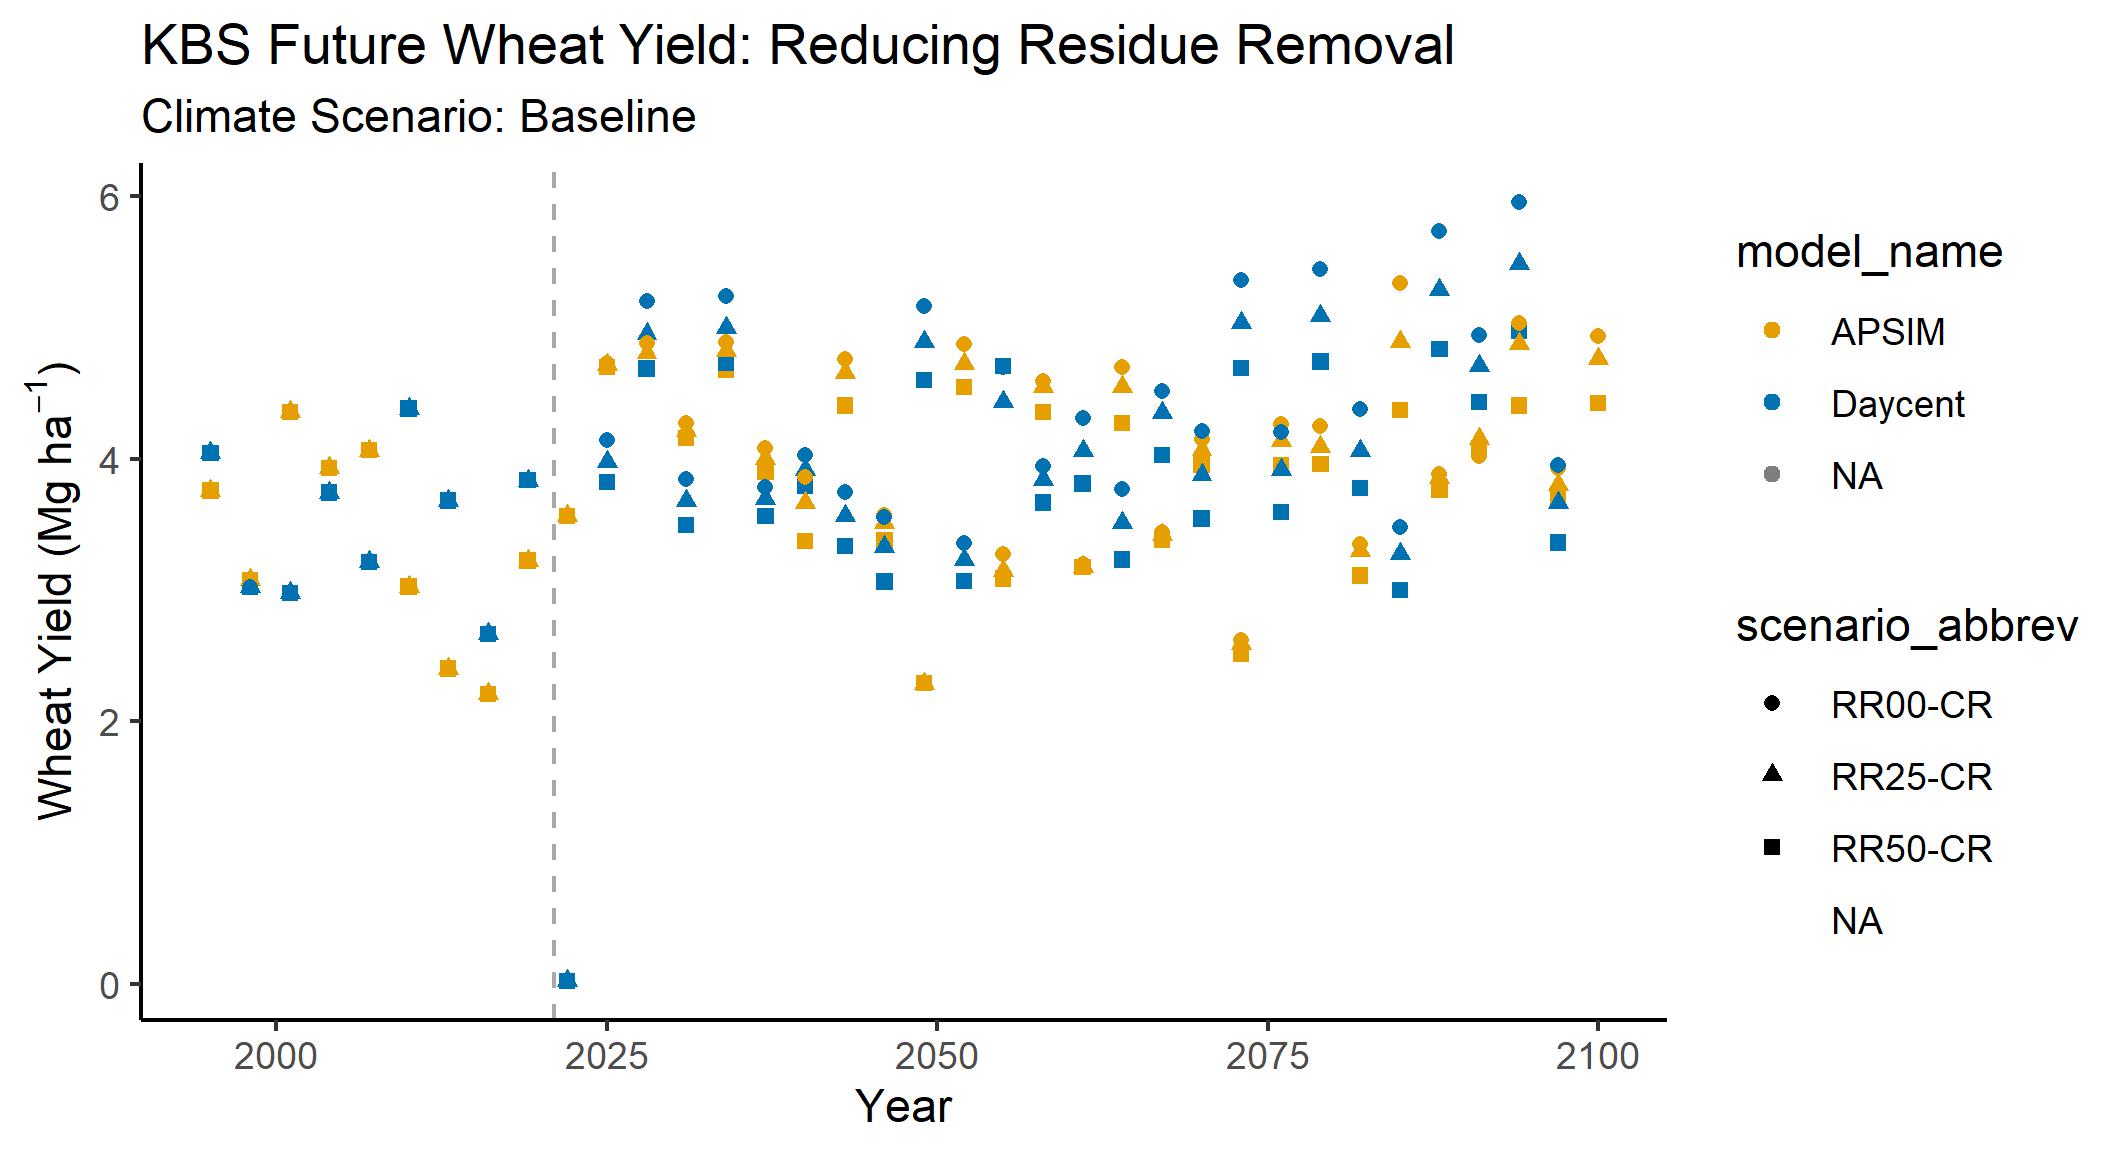 KBS Future Wheat Yield: Reducing Residue Removal
Climate Scenario: Baseline
Wheat Yield (Mg ha⁻¹)
6
4
2
0
2000 2025 2050 2075 2100
Year
model_name
APSIM
Daycent
NA
scenario_abbrev
RR00-CR
RR25-CR
RR50-CR
NA